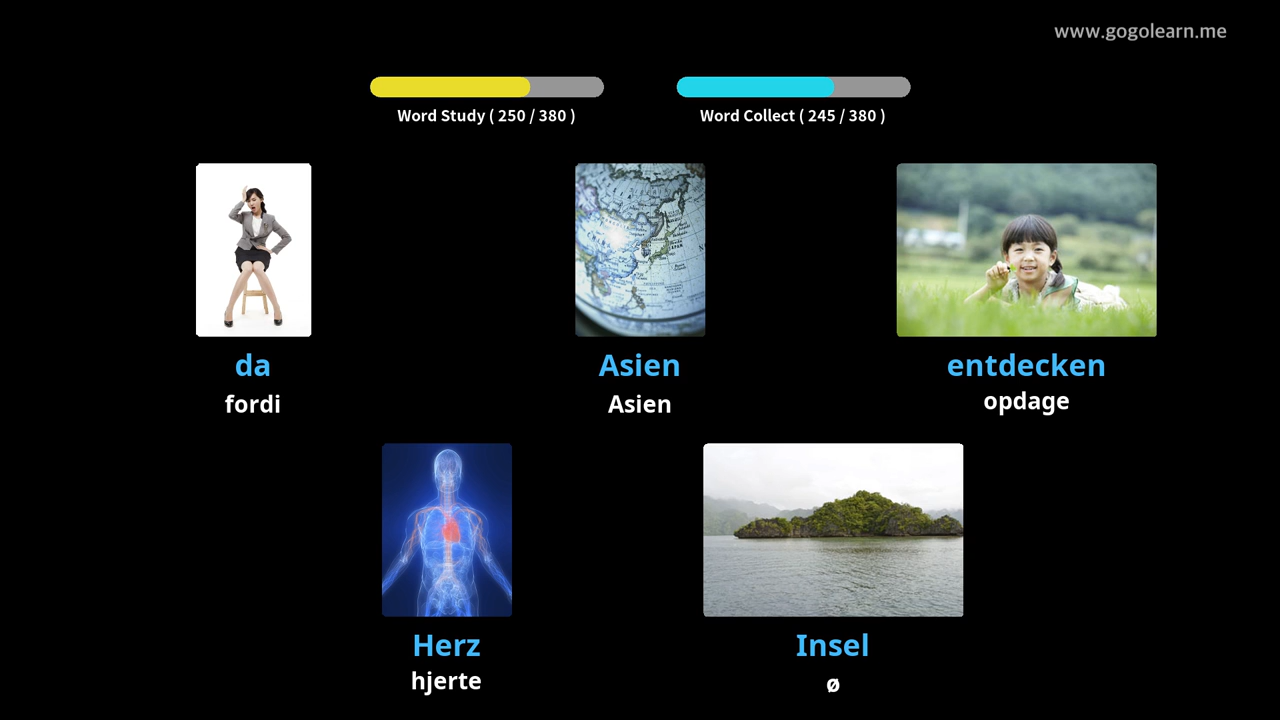 www.gogolearn.me
Word Study ( 250 / 380 )
Word Collect ( 245 / 380 )
da
fordi
Asien
Asien
entdecken
opdage
Herz
hjerte
Insel
ø